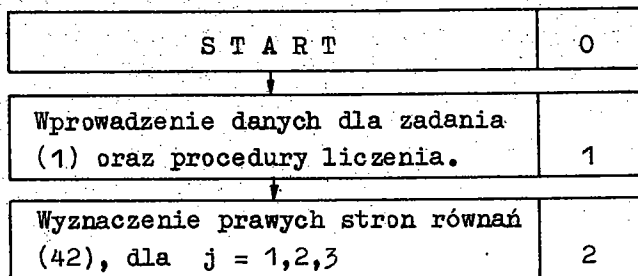 S T A R T 0
Wprowadzenie danych dla zadania
(1) oraz procedury liczenia. 1
Wyznaczenie prawych stron równań
(42), dla j = 1,2,3 2